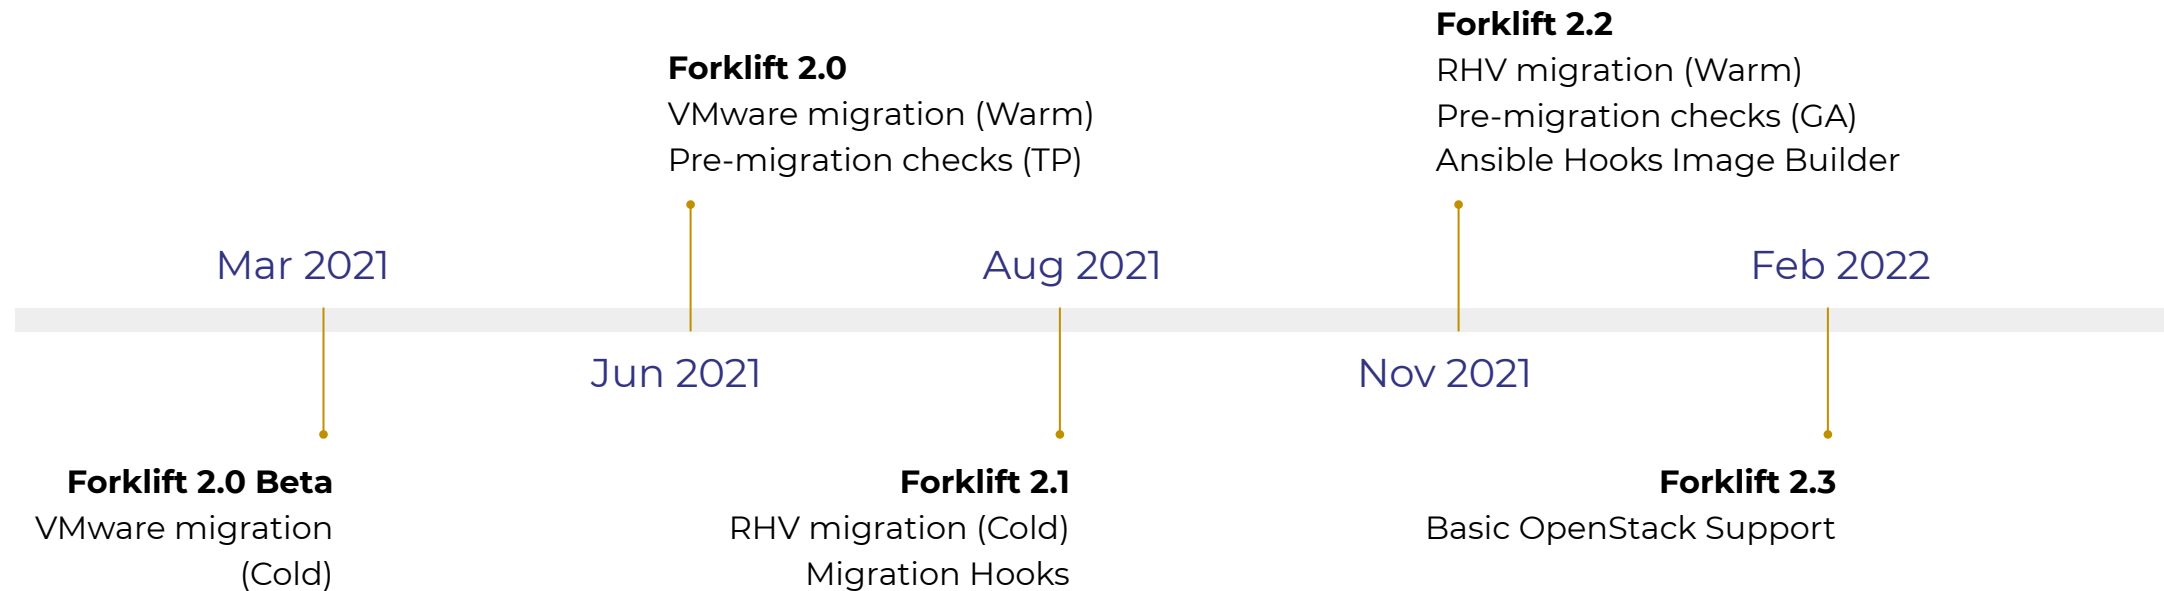 Forklift 2.2
RHV migration (Warm)
Pre-migration checks (GA)
Ansible Hooks Image Builder
Forklift 2.0
VMware migration (Warm)
Pre-migration checks (TP)
Mar 2021
Aug 2021
Feb 2022
Jun 2021
Nov 2021
Forklift 2.0 Beta
VMware migration
(Cold)
Forklift 2.1
RHV migration (Cold)
Migration Hooks
Forklift 2.3
Basic OpenStack Support